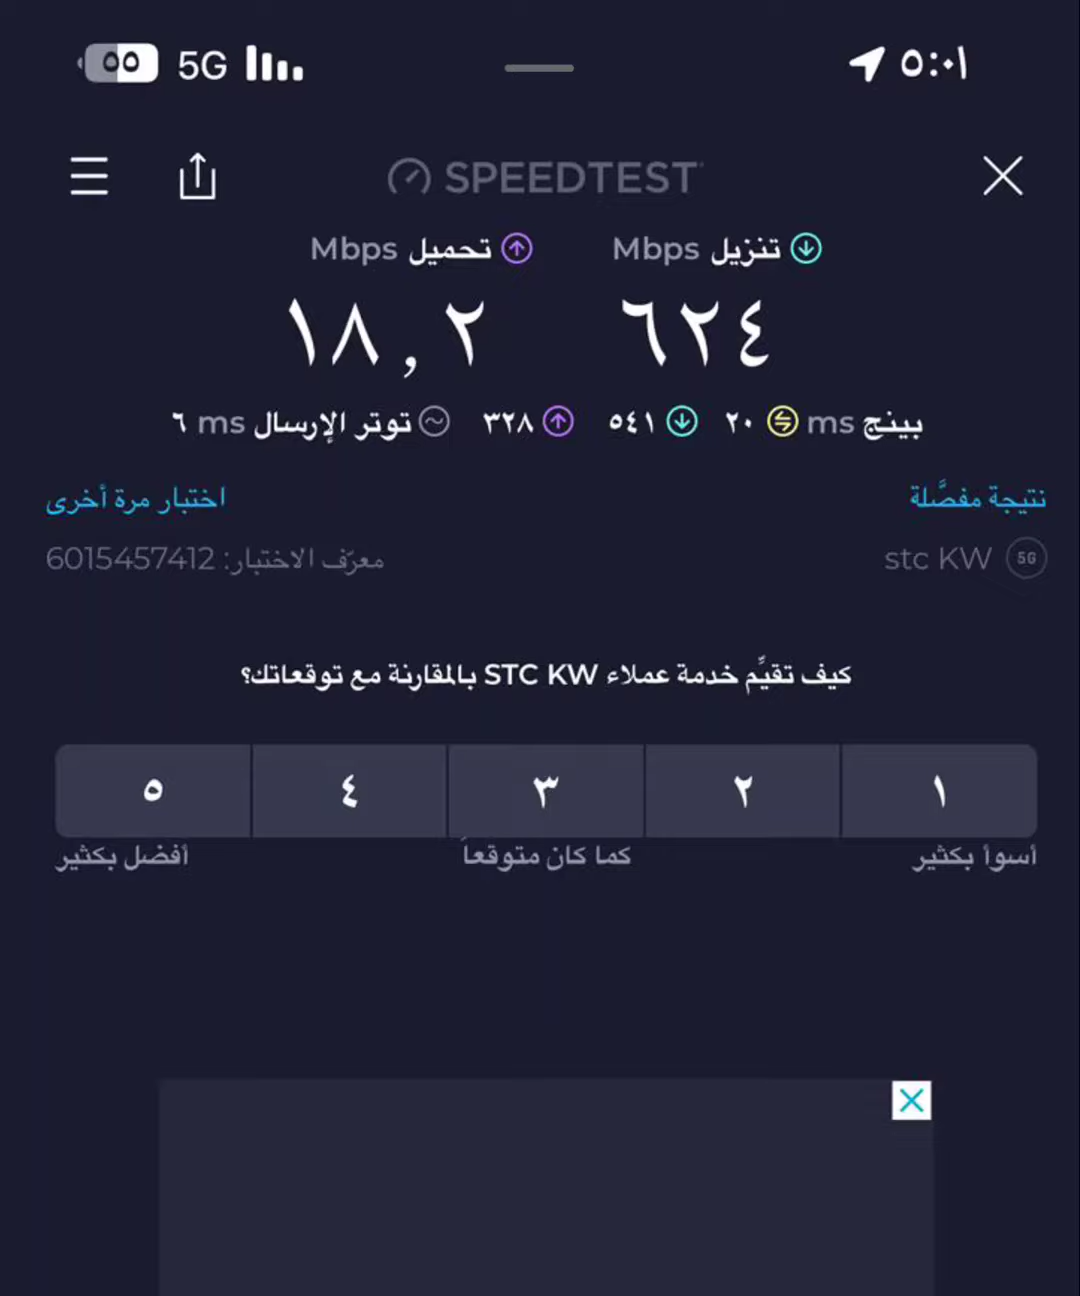 ٥:٠١ 5G ٥٥
SPEEDTEST
تنزيل Mbps تحميل Mbps
٦٢٤ ١٨,٢
بينج ms ٢٠ ٥٤١ ٣٢٨ توتر الإرسال ms ٦
نتيجة مفصَّلة اختبار مرة أخرى
5G stc KW معرّف الاختبار: 6015457412
كيف تقيِّم خدمة عملاء STC KW بالمقارنة مع توقعاتك؟
١ ٢ ٣ ٤ ٥
أسوأ بكثير كما كان متوقعاً أفضل بكثير